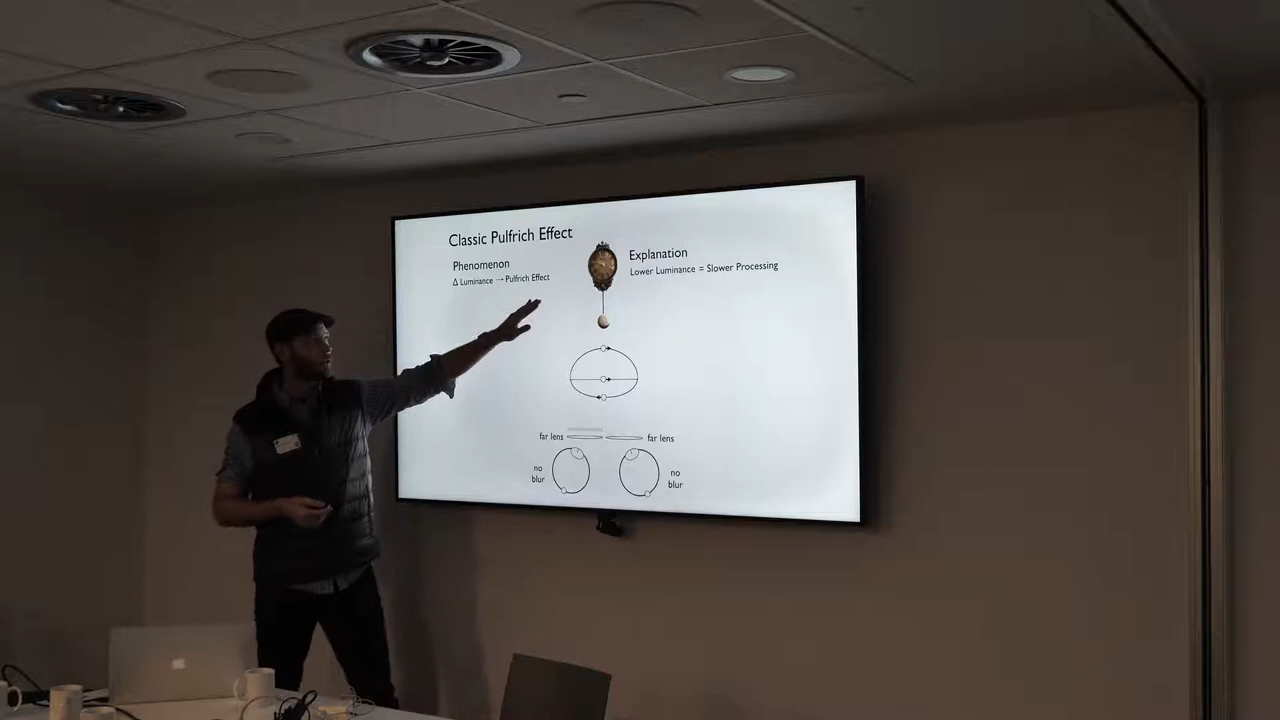 Classic Pulfrich Effect
Phenomenon
Δ Luminance → Pulfrich Effect
Explanation
Lower Luminance = Slower Processing
far lens
far lens
no
blur
no
blur